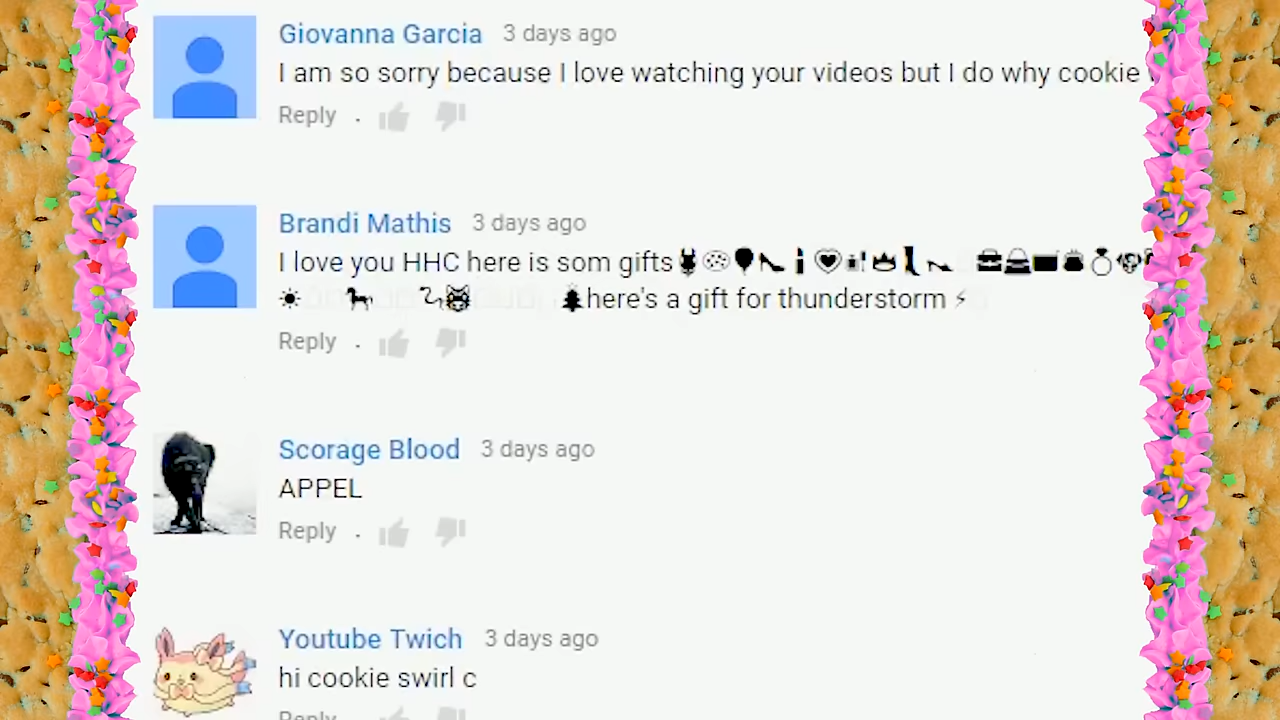 Giovanna Garcia 3 days ago
I am so sorry because I love watching your videos but I do why cookie
Reply .
Brandi Mathis 3 days ago
I love you HHC here is som gifts
here's a gift for thunderstorm ⚡
Reply .
Scorage Blood 3 days ago
APPEL
Reply .
Youtube Twich 3 days ago
hi cookie swirl c
Reply